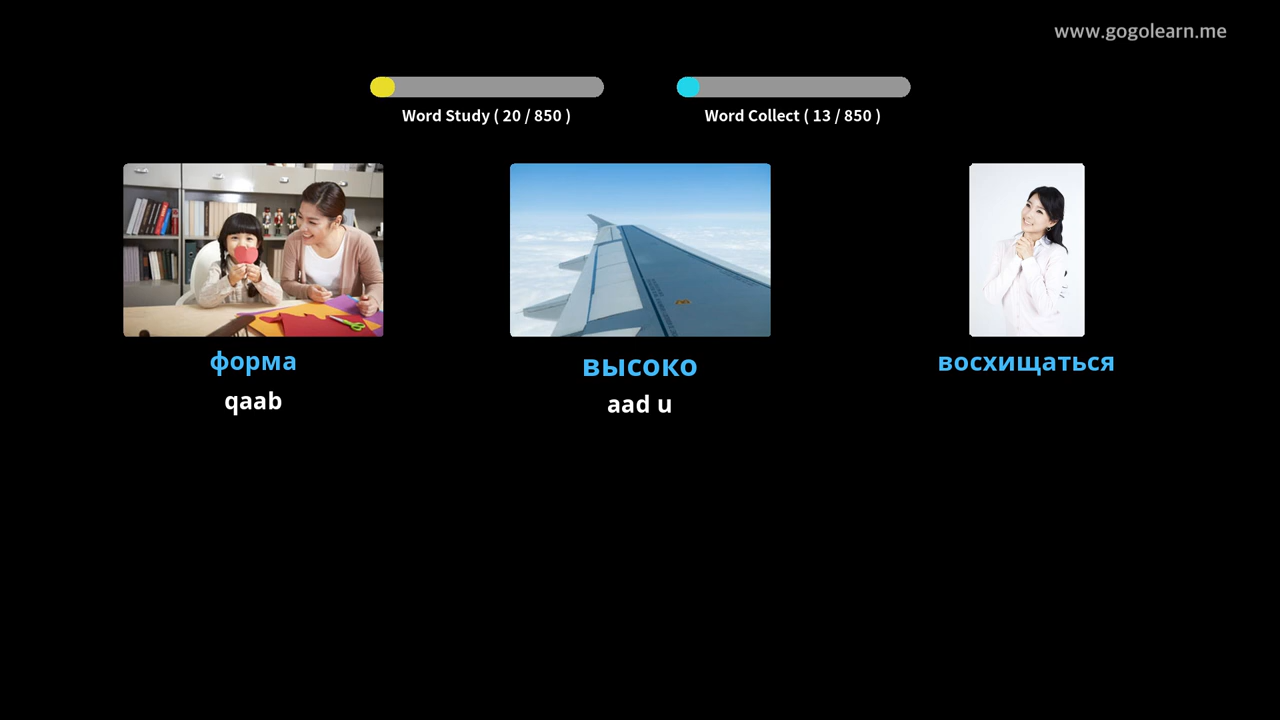 www.gogolearn.me
Word Study ( 20 / 850 )
Word Collect ( 13 / 850 )
форма
qaab
высоко
aad u
восхищаться